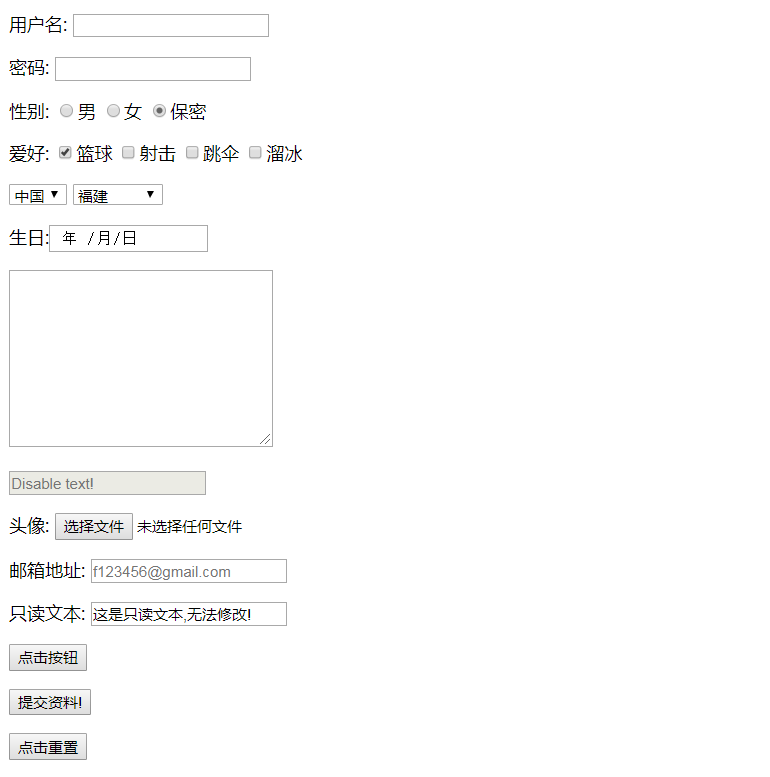 用户名:
密码:
性别: 男 女 保密
爱好: 篮球 射击 跳伞 溜冰
中国 福建
生日: 年 /月/日
Disable text!
头像: 选择文件 未选择任何文件
邮箱地址: f123456@gmail.com
只读文本: 这是只读文本,无法修改!
点击按钮
提交资料!
点击重置